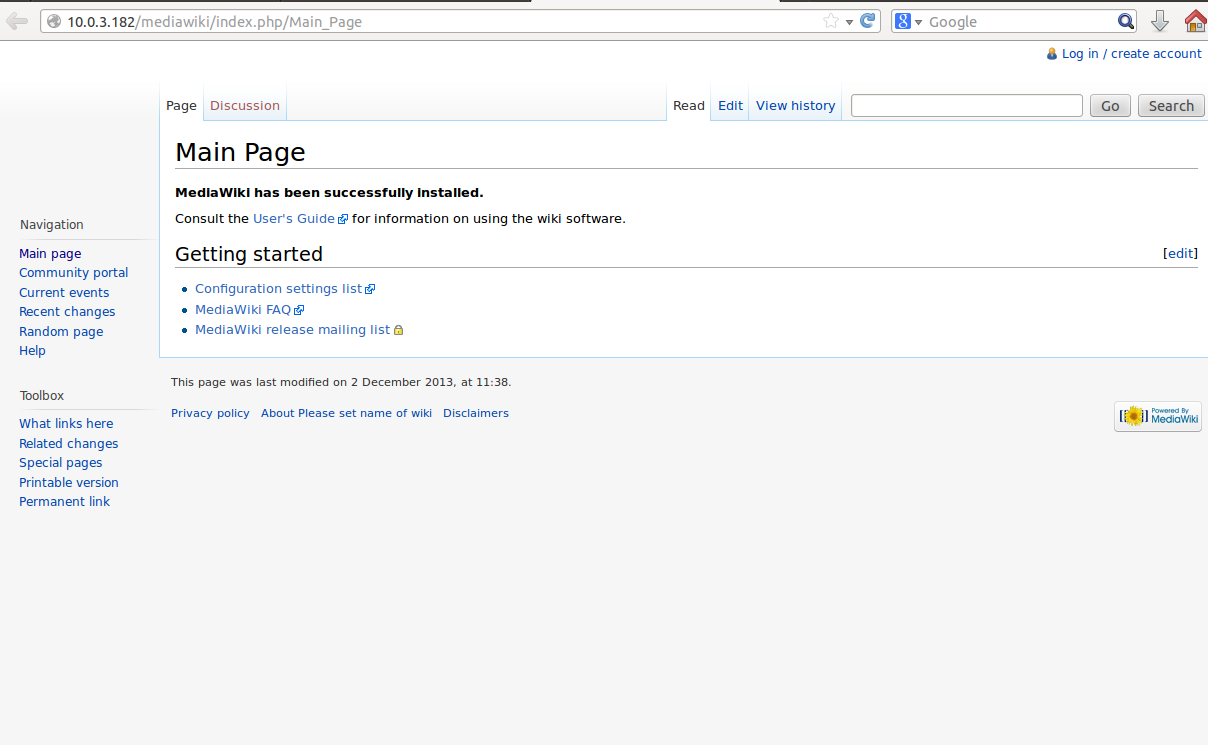 10.0.3.182/mediawiki/index.php/Main_Page
8 Google
Log in / create account
Page Discussion Read Edit View history Go Search
Main Page
MediaWiki has been successfully installed.
Consult the User's Guide for information on using the wiki software.
Getting started [edit]
Configuration settings list
MediaWiki FAQ
MediaWiki release mailing list
Navigation
Main page
Community portal
Current events
Recent changes
Random page
Help
Toolbox
What links here
Related changes
Special pages
Printable version
Permanent link
This page was last modified on 2 December 2013, at 11:38.
Privacy policy About Please set name of wiki Disclaimers
Powered By
MediaWiki